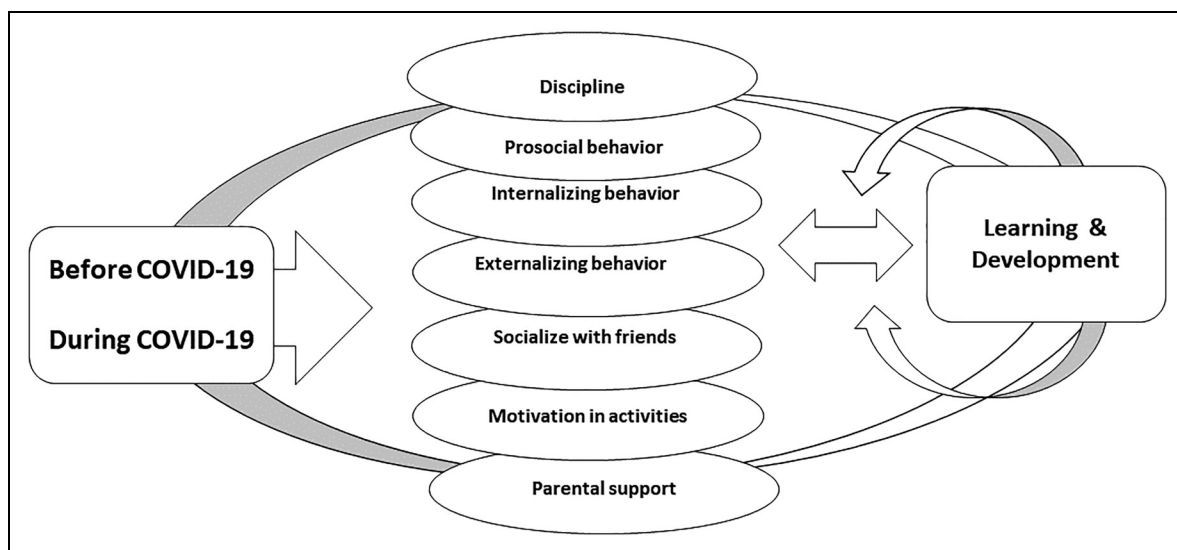 Discipline
Prosocial behavior
Internalizing behavior
Externalizing behavior
Socialize with friends
Motivation in activities
Parental support
Before COVID-19
During COVID-19
Learning &
Development